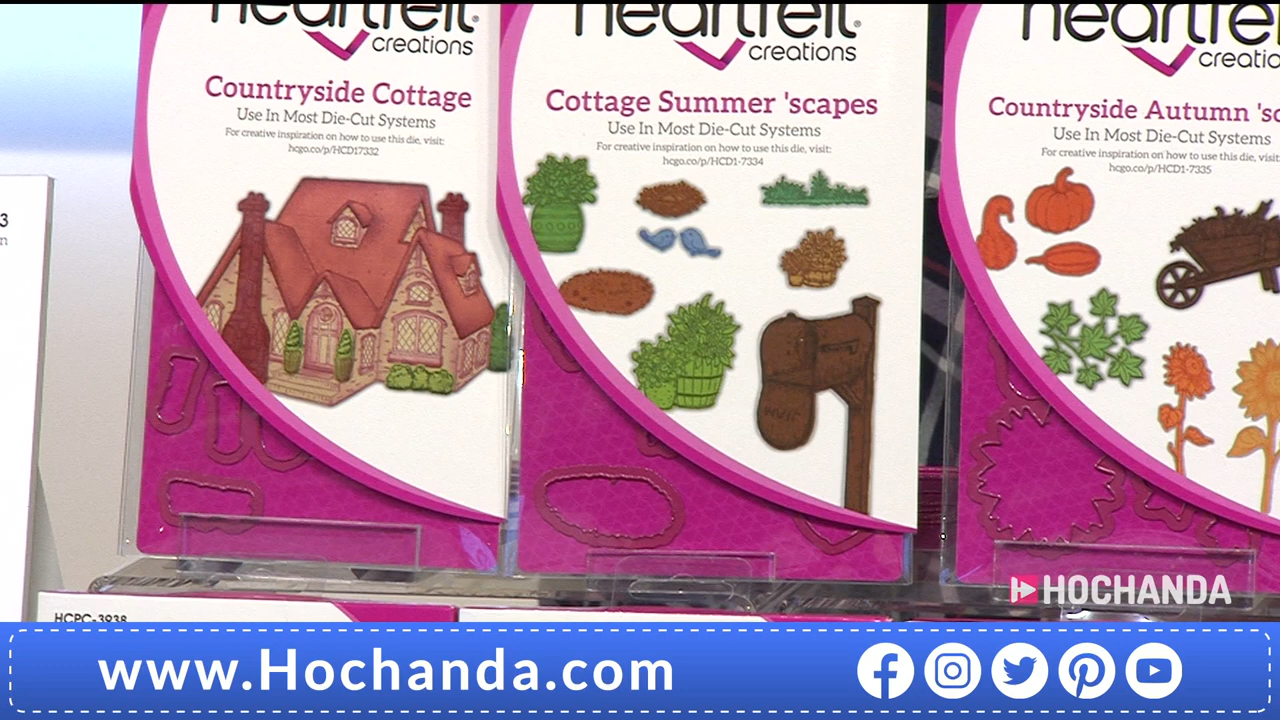 heartfelt®
creations
Countryside Cottage
Use In Most Die-Cut Systems
For creative inspiration on how to use this die, visit:
hcgo.co/p/HCD17332
heartfelt®
creations
Cottage Summer 'scapes
Use In Most Die-Cut Systems
For creative inspiration on how to use this die, visit:
hcgo.co/p/HCD1-7334
Countryside Autumn 'sc
Use In Most Die-Cut Systems
For creative inspiration on how to use this die, visit:
hcgo.co/p/HCD1-7335
3
n
MAIL
HCPC-3938
HOCHANDA
www.Hochanda.com